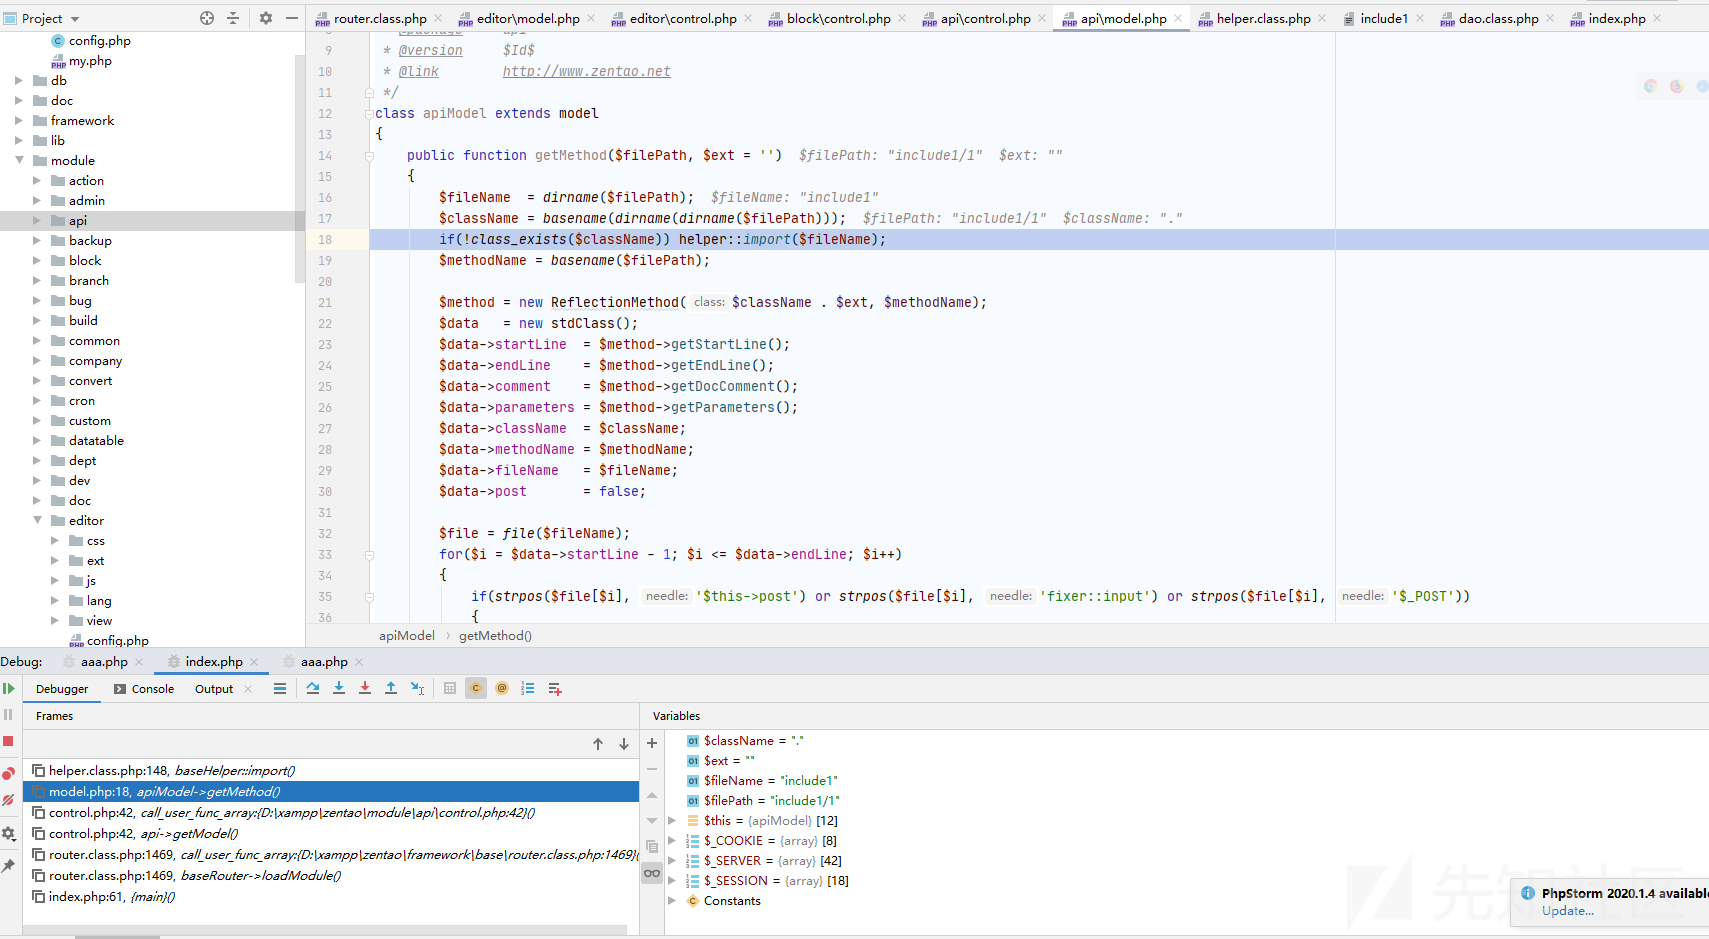 Project
router.class.php
editor\model.php
editor\control.php
block\control.php
api\control.php
api\model.php
helper.class.php
include1
dao.class.php
index.php
config.php
my.php
db
doc
framework
lib
module
action
admin
api
backup
block
branch
bug
build
common
company
convert
cron
custom
datatable
dept
dev
doc
editor
css
ext
js
lang
view
config.php
9 * @version $Id$
10 * @link http://www.zentao.net
11 */
12 class apiModel extends model
13 {
14 public function getMethod($filePath, $ext = '') $filePath: "include1/1" $ext: ""
15 {
16 $fileName = dirname($filePath); $fileName: "include1"
17 $className = basename(dirname(dirname($filePath))); $filePath: "include1/1" $className: "."
18 if(!class_exists($className)) helper::import($fileName);
19 $methodName = basename($filePath);
20
21 $method = new ReflectionMethod( class: $className . $ext, $methodName);
22 $data = new stdClass();
23 $data->startLine = $method->getStartLine();
24 $data->endLine = $method->getEndLine();
25 $data->comment = $method->getDocComment();
26 $data->parameters = $method->getParameters();
27 $data->className = $className;
28 $data->methodName = $methodName;
29 $data->fileName = $fileName;
30 $data->post = false;
31
32 $file = file($fileName);
33 for($i = $data->startLine - 1; $i <= $data->endLine; $i++)
34 {
35 if(strpos($file[$i], needle: '$this->post') or strpos($file[$i], needle: 'fixer::input') or strpos($file[$i], needle: '$_POST'))
36 {
apiModel › getMethod()
Debug: aaa.php index.php aaa.php
Debugger Console Output
Frames
helper.class.php:148, baseHelper::import()
model.php:18, apiModel->getMethod()
control.php:42, call_user_func_array:{D:\xampp\zentao\module\api\control.php:42}()
control.php:42, api->getModel()
router.class.php:1469, call_user_func_array:{D:\xampp\zentao\framework\base\router.class.php:1469}(
router.class.php:1469, baseRouter->loadModule()
index.php:61, {main}()
Variables
$className = "."
$ext = ""
$fileName = "include1"
$filePath = "include1/1"
$this = {apiModel} [12]
$_COOKIE = {array} [8]
$_SERVER = {array} [42]
$_SESSION = {array} [18]
Constants
PhpStorm 2020.1.4 available
Update...